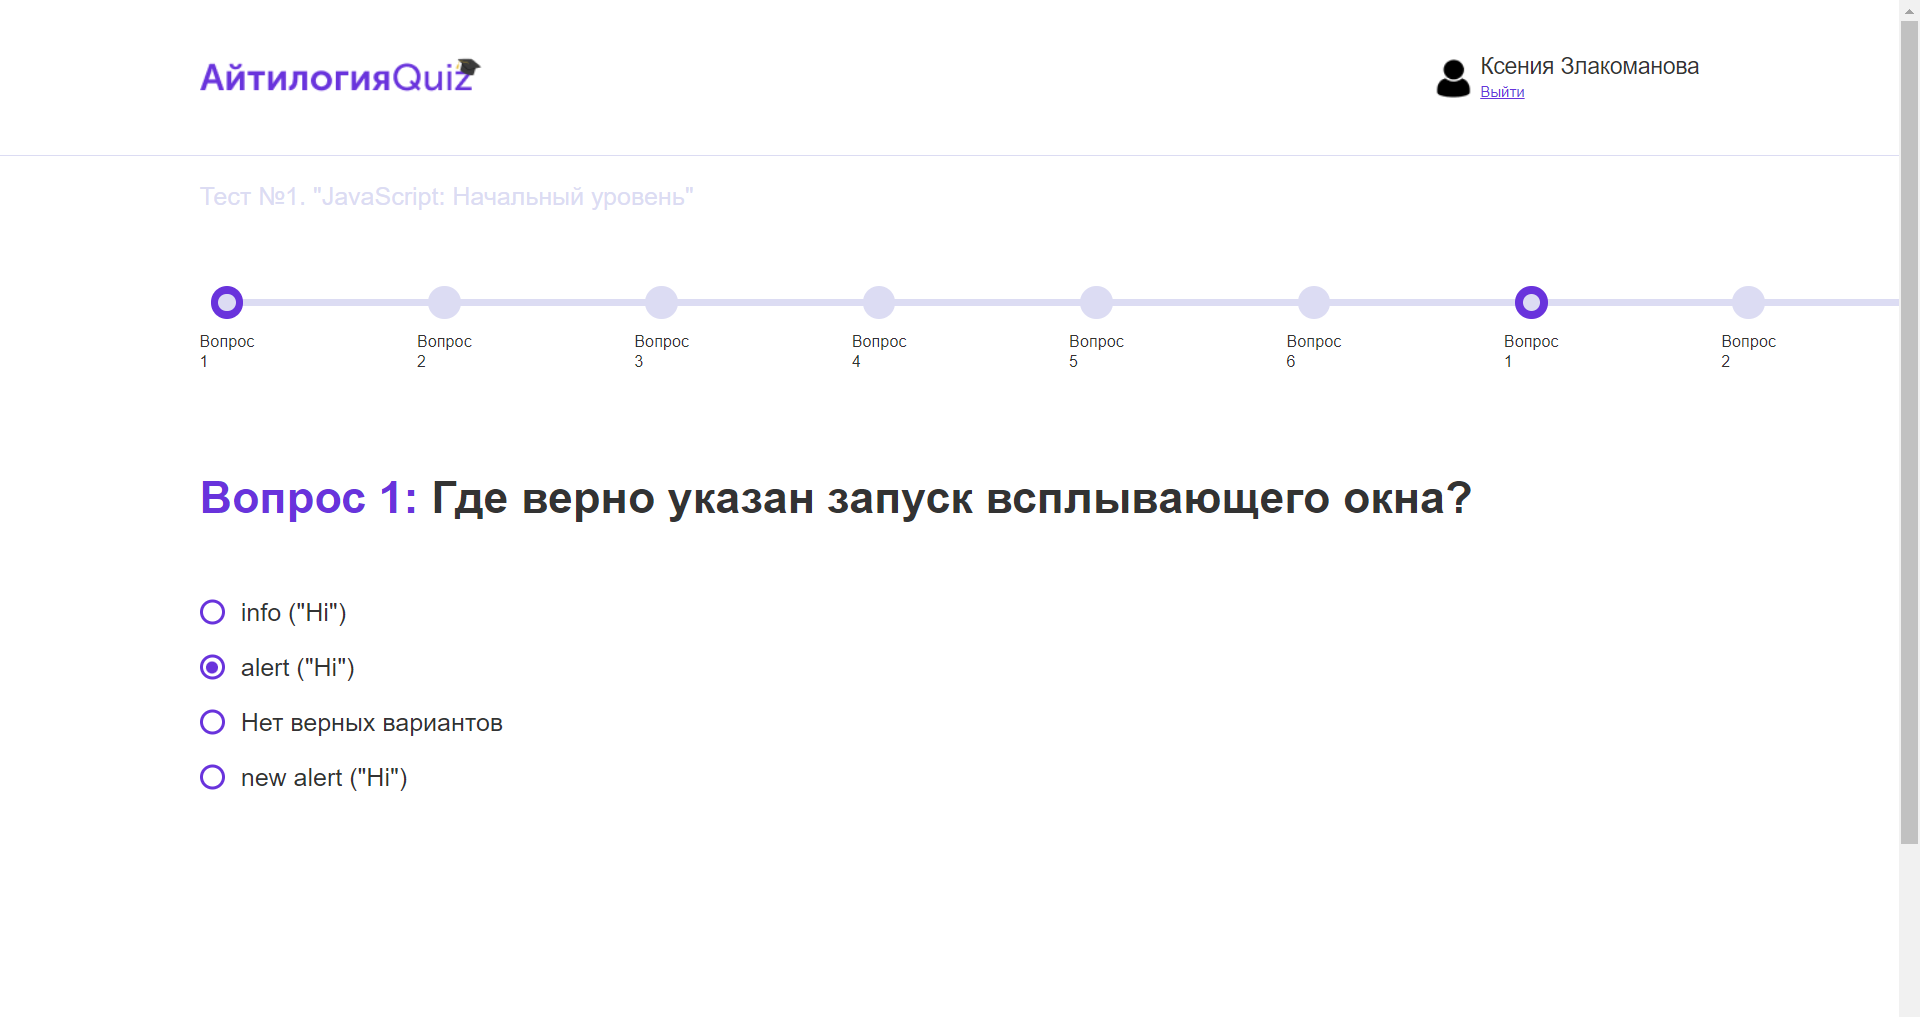 АйтилогияQuiz
Ксения Злакоманова
Выйти
Тест №1. "JavaScript: Начальный уровень"
Вопрос 1
Вопрос 2
Вопрос 3
Вопрос 4
Вопрос 5
Вопрос 6
Вопрос 1
Вопрос 2
Вопрос 1: Где верно указан запуск всплывающего окна?
info ("Hi")
alert ("Hi")
Нет верных вариантов
new alert ("Hi")